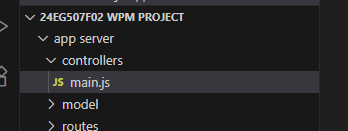 24EG507F02 WPM PROJECT
app server
controllers
JS main.js
model
routes